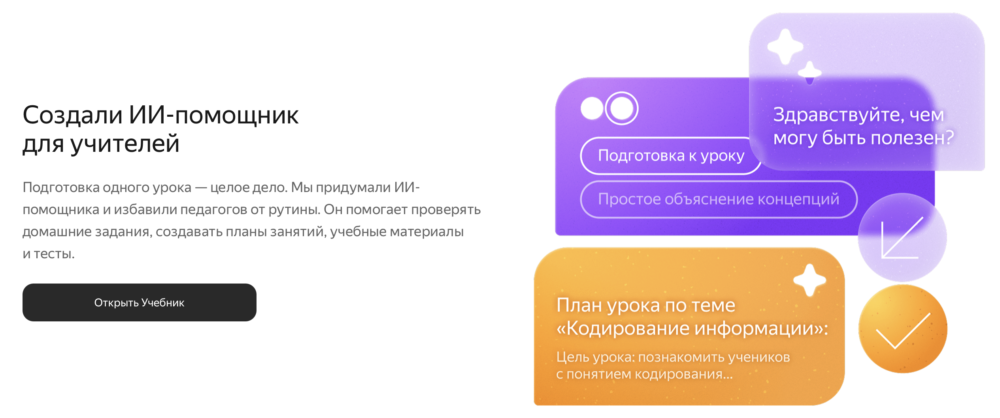 Создали ИИ-помощник
для учителей
Подготовка одного урока — целое дело. Мы придумали ИИ-
помощника и избавили педагогов от рутины. Он помогает проверять
домашние задания, создавать планы занятий, учебные материалы
и тесты.
Открыть Учебник
Здравствуйте, чем
могу быть полезен?
Подготовка к уроку
Простое объяснение концепций
План урока по теме
«Кодирование информации»:
Цель урока: познакомить учеников
с понятием кодирования...